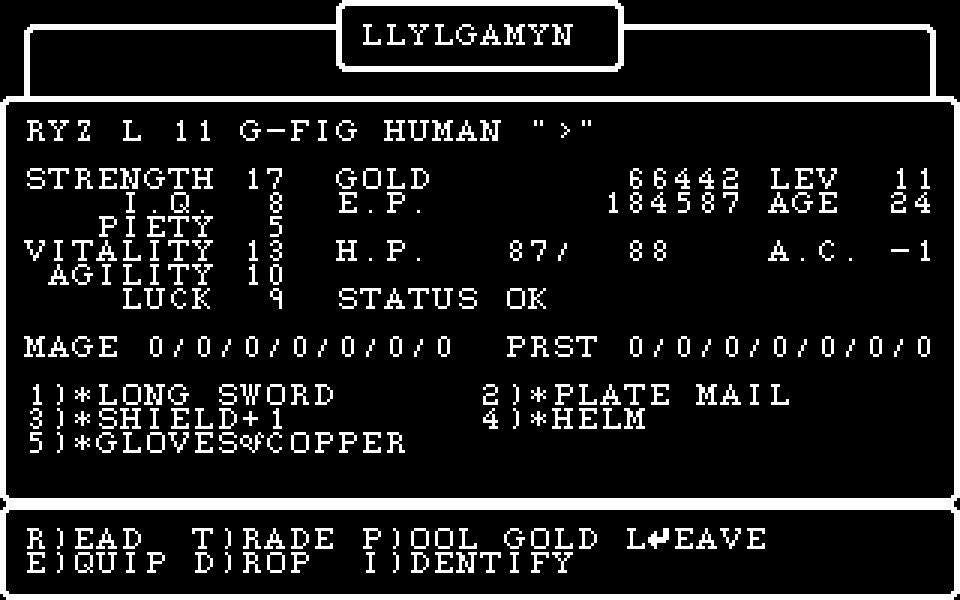 LLYLGAMYN
RYZ L 11 G-FIG HUMAN ">"
STRENGTH 17 GOLD 66442 LEV 11
I.Q. 8 E.P. 184587 AGE 24
PIETY 5
VITALITY 13 H.P. 87/ 88 A.C. -1
AGILITY 10
LUCK 9 STATUS OK
MAGE 0/0/0/0/0/0/0 PRST 0/0/0/0/0/0/0
1)*LONG SWORD 2)*PLATE MAIL
3)*SHIELD+1 4)*HELM
5)*GLOVES of COPPER
R)EAD T)RADE P)OOL GOLD L↵EAVE
E)QUIP D)ROP I)DENTIFY